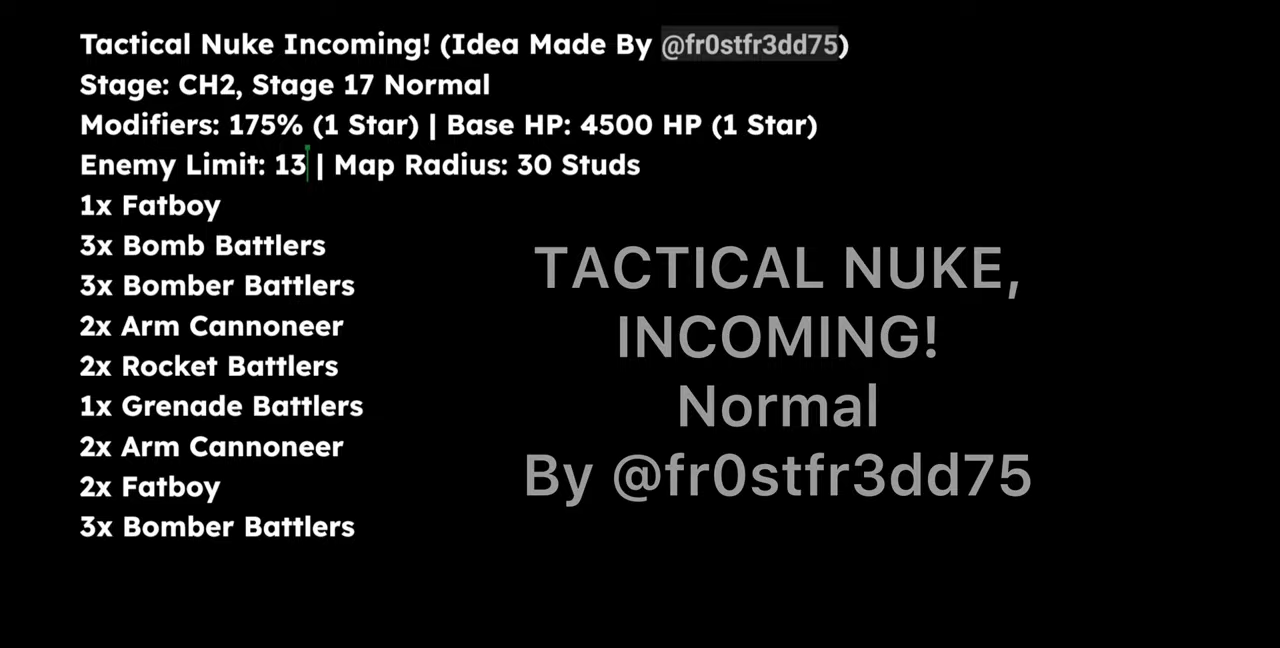 Tactical Nuke Incoming! (Idea Made By @fr0stfr3dd75)
Stage: CH2, Stage 17 Normal
Modifiers: 175% (1 Star) | Base HP: 4500 HP (1 Star)
Enemy Limit: 13 | Map Radius: 30 Studs
1x Fatboy
3x Bomb Battlers
3x Bomber Battlers
2x Arm Cannoneer
2x Rocket Battlers
1x Grenade Battlers
2x Arm Cannoneer
2x Fatboy
3x Bomber Battlers
TACTICAL NUKE,
INCOMING!
Normal
By @fr0stfr3dd75